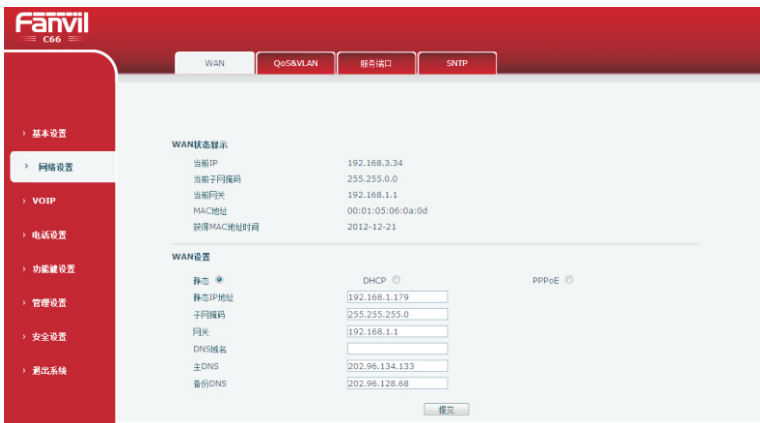 Fanvil
C66
WAN QoS&VLAN 服务端口 SNTP
基本设置
网络设置
VOIP
电话设置
功能键设置
管理设置
安全设置
退出系统
WAN状态显示
当前IP 192.168.3.34
当前子网掩码 255.255.0.0
当前网关 192.168.1.1
MAC地址 00:01:05:06:0a:0d
获得MAC地址时间 2012-12-21
WAN设置
静态 DHCP PPPoE
静态IP地址 192.168.1.179
子网掩码 255.255.255.0
网关 192.168.1.1
DNS域名
主DNS 202.96.134.133
备份DNS 202.96.128.68
提交